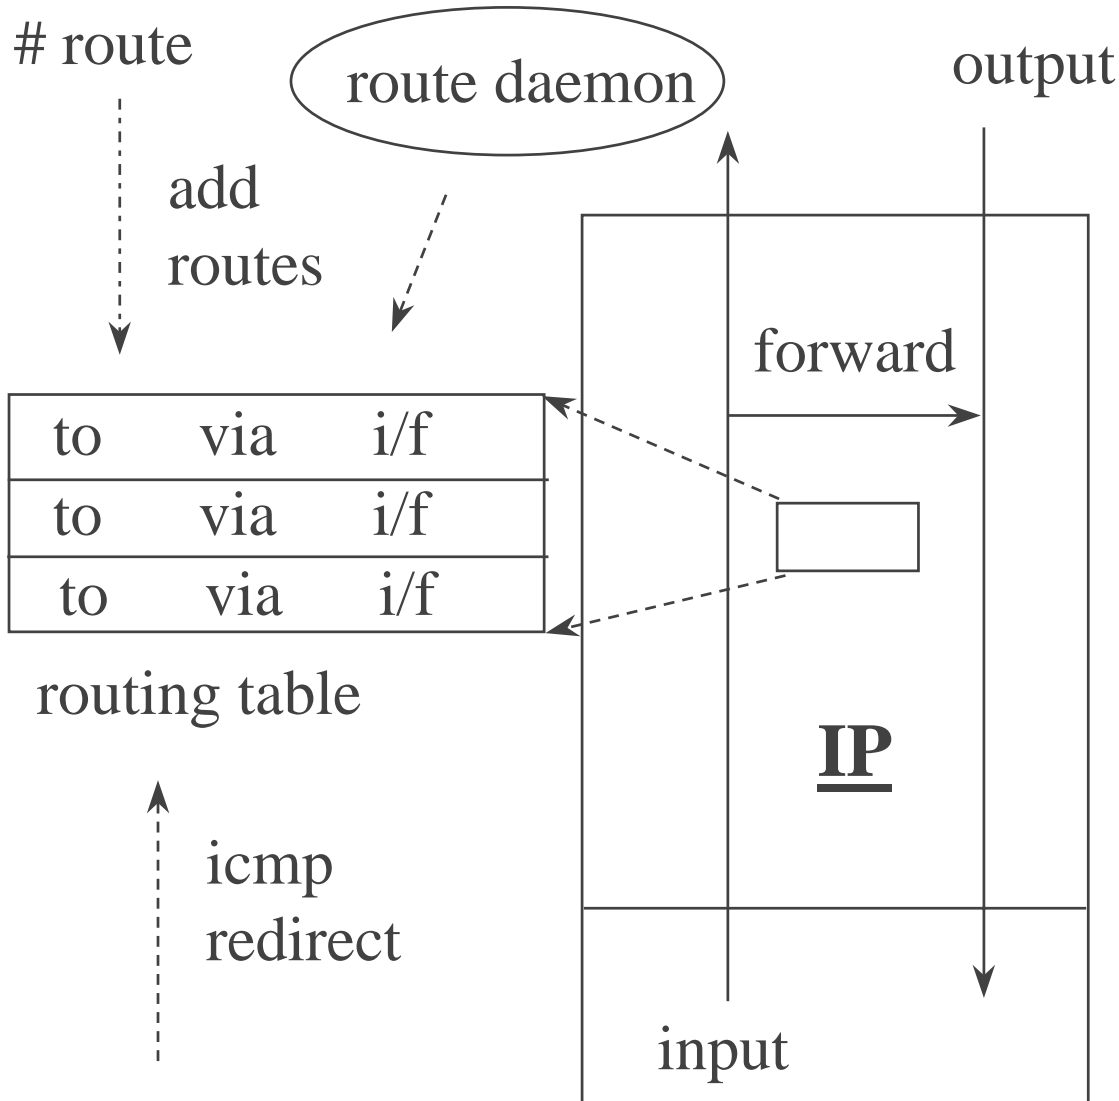 # route
route daemon
output
add
routes
forward
to via i/f
to via i/f
to via i/f
routing table
IP
icmp
redirect
input